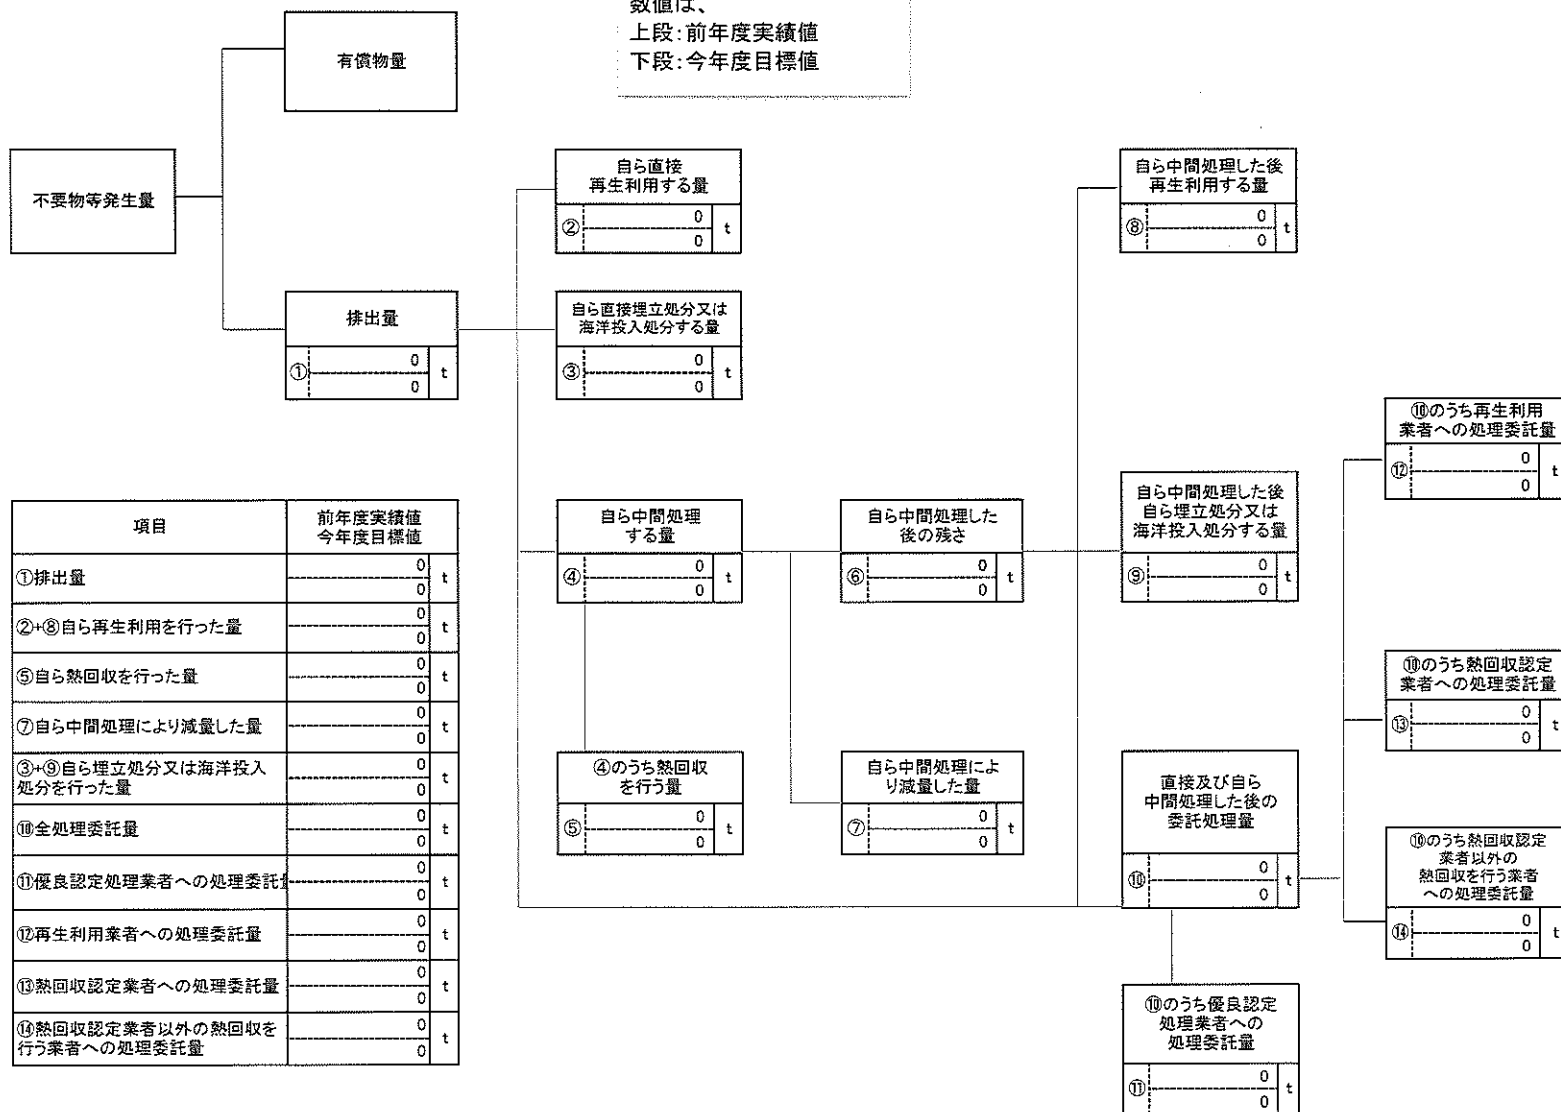 数値は、
上段:前年度実績値
下段:今年度目標値
有償物量
不要物等発生量
排出量
①
0
0
t
自ら直接
再生利用する量
②
0
0
t
自ら直接埋立処分又は
海洋投入処分する量
③
0
0
t
自ら中間処理
する量
④
0
0
t
④のうち熱回収
を行う量
⑤
0
0
t
自ら中間処理した
後の残さ
⑥
0
0
t
自ら中間処理によ
り減量した量
⑦
0
0
t
自ら中間処理した後
再生利用する量
⑧
0
0
t
自ら中間処理した後
自ら埋立処分又は
海洋投入処分する量
⑨
0
0
t
直接及び自ら
中間処理した後の
委託処理量
⑩
0
0
t
⑩のうち優良認定
処理業者への
処理委託量
⑪
0
0
t
⑩のうち再生利用
業者への処理委託量
⑫
0
0
t
⑩のうち熱回収認定
業者への処理委託量
⑬
0
0
t
⑩のうち熱回収認定
業者以外の
熱回収を行う業者
への処理委託量
⑭
0
0
t
項目
前年度実績値
今年度目標値
①排出量
0
0
t
②+⑧自ら再生利用を行った量
0
0
t
⑤自ら熱回収を行った量
0
0
t
⑦自ら中間処理により減量した量
0
0
t
③+⑨自ら埋立処分又は海洋投入
処分を行った量
0
0
t
⑩全処理委託量
0
0
t
⑪優良認定処理業者への処理委託
0
0
t
⑫再生利用業者への処理委託量
0
0
t
⑬熱回収認定業者への処理委託量
0
0
t
⑭熱回収認定業者以外の熱回収を
行う業者への処理委託量
0
0
t